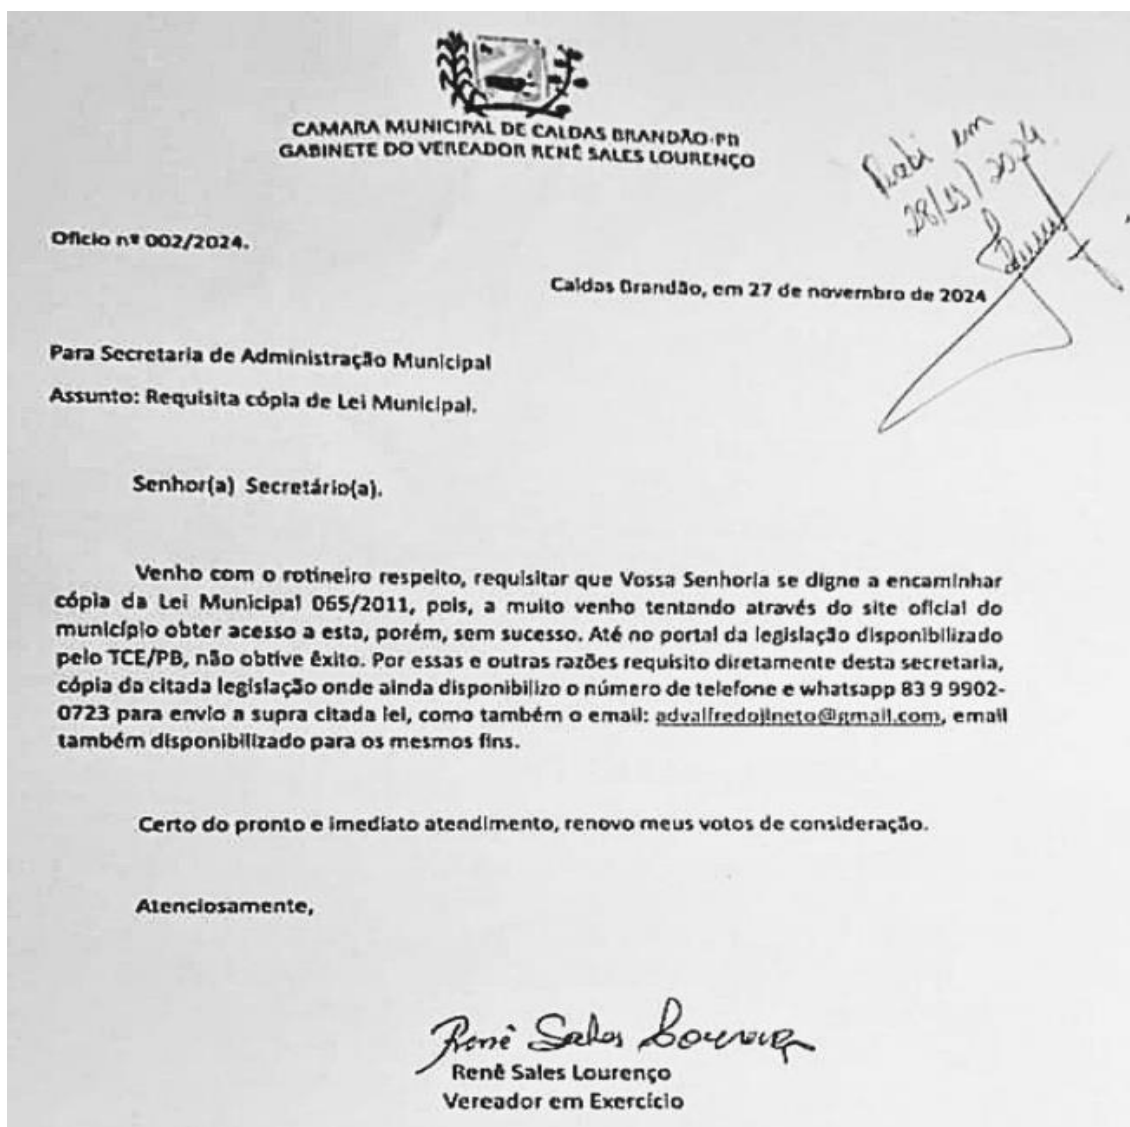 CAMARA MUNICIPAL DE CALDAS BRANDÃO-PB
GABINETE DO VEREADOR RENÊ SALES LOURENÇO
Recebi em
28/11/2024
Oficio nº 002/2024.
Caldas Brandão, em 27 de novembro de 2024
Para Secretaria de Administração Municipal
Assunto: Requisita cópia de Lei Municipal.
Senhor(a) Secretário(a).
Venho com o rotineiro respeito, requisitar que Vossa Senhoria se digne a encaminhar
cópia da Lei Municipal 065/2011, pois, a muito venho tentando através do site oficial do
município obter acesso a esta, porém, sem sucesso. Até no portal da legislação disponibilizado
pelo TCE/PB, não obtive êxito. Por essas e outras razões requisito diretamente desta secretaria,
cópia da citada legislação onde ainda disponibilizo o número de telefone e whatsapp 83 9 9902-
0723 para envio a supra citada lei, como também o email: advalfredojlneto@gmail.com, email
também disponibilizado para os mesmos fins.
Certo do pronto e imediato atendimento, renovo meus votos de consideração.
Atenciosamente,
Renê Sales Lourenço
Renê Sales Lourenço
Vereador em Exercício